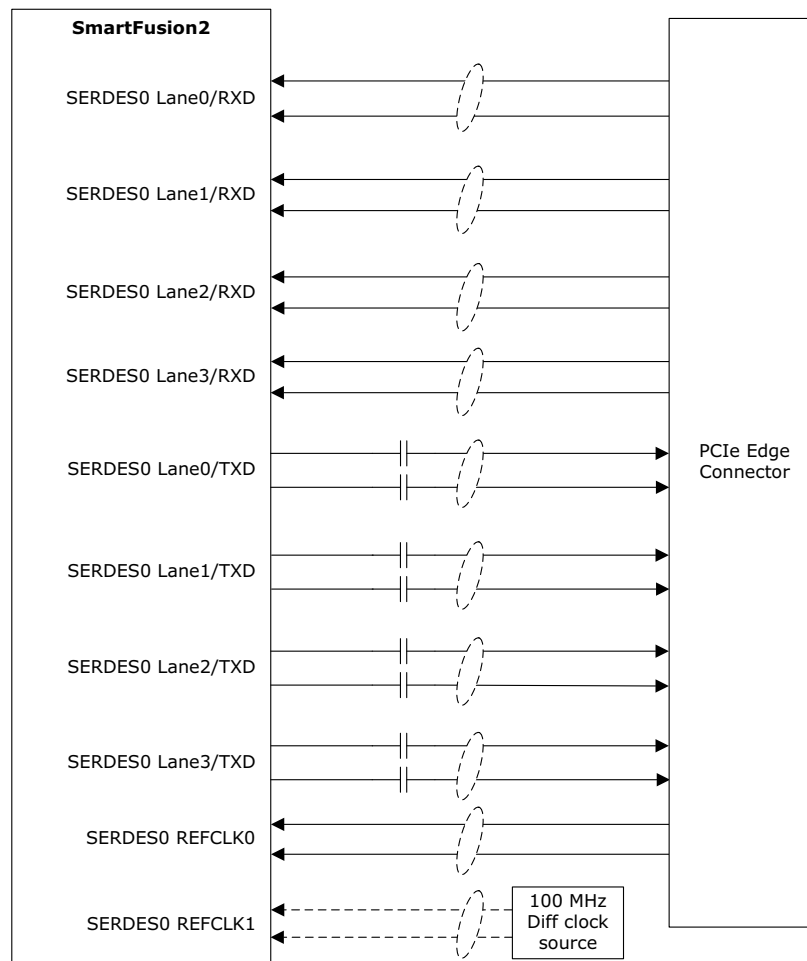 SmartFusion2
SERDES0 Lane0/RXD
SERDES0 Lane1/RXD
SERDES0 Lane2/RXD
SERDES0 Lane3/RXD
SERDES0 Lane0/TXD
PCIe Edge
Connector
SERDES0 Lane1/TXD
SERDES0 Lane2/TXD
SERDES0 Lane3/TXD
SERDES0 REFCLK0
SERDES0 REFCLK1
100 MHz
Diff clock
source